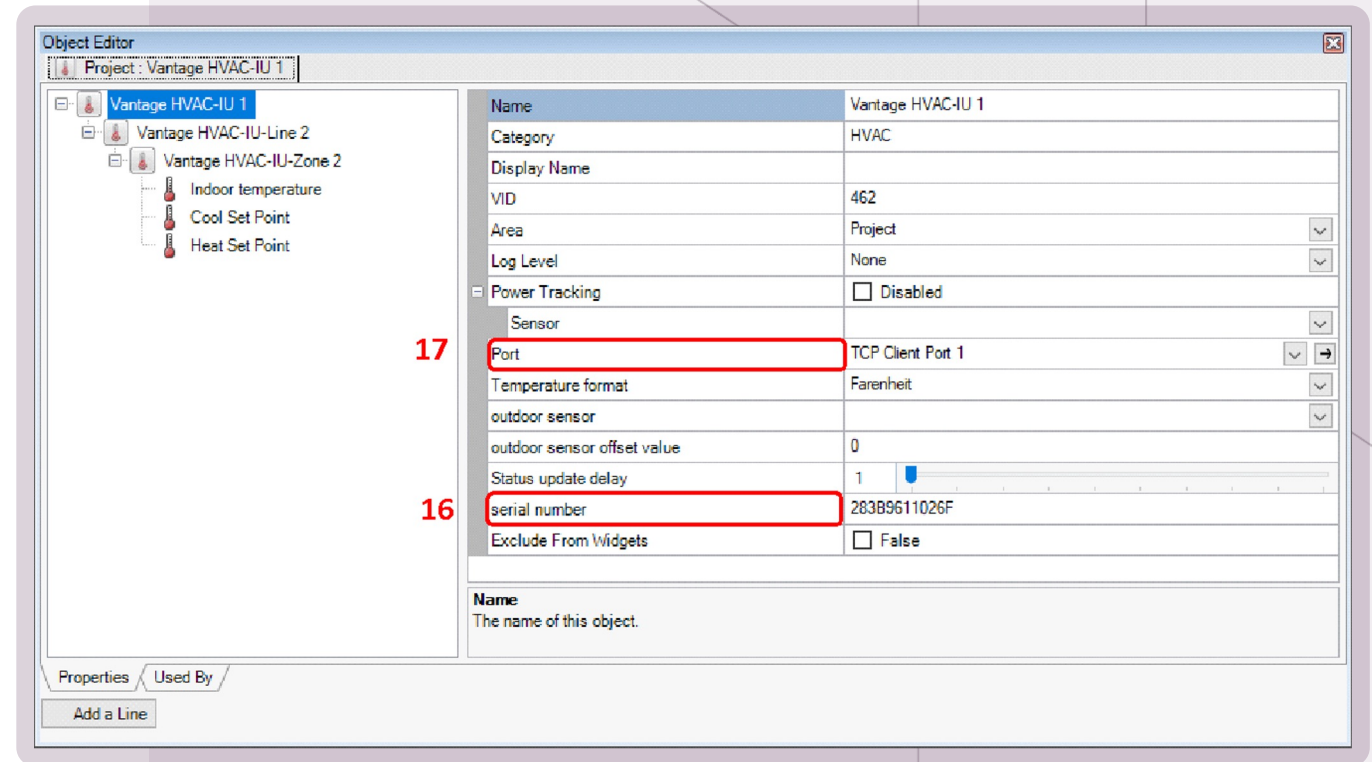 Object Editor
Project : Vantage HVAC-IU 1
Vantage HVAC-IU 1
Vantage HVAC-IU-Line 2
Vantage HVAC-IU-Zone 2
Indoor temperature
Cool Set Point
Heat Set Point
Name Vantage HVAC-IU 1
Category HVAC
Display Name
VID 462
Area Project
Log Level None
Power Tracking Disabled
Sensor
17 Port TCP Client Port 1
Temperature format Farenheit
outdoor sensor
outdoor sensor offset value 0
Status update delay 1
16 serial number 283B9611026F
Exclude From Widgets False
Name
The name of this object.
Properties Used By
Add a Line